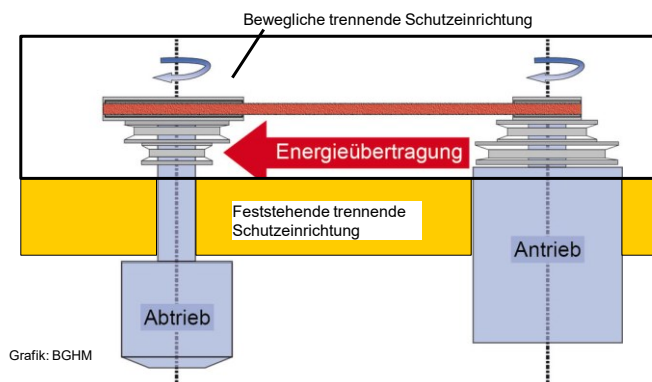 Bewegliche trennende Schutzeinrichtung
Energieübertragung
Feststehende trennende
Schutzeinrichtung
Antrieb
Abtrieb
Grafik: BGHM